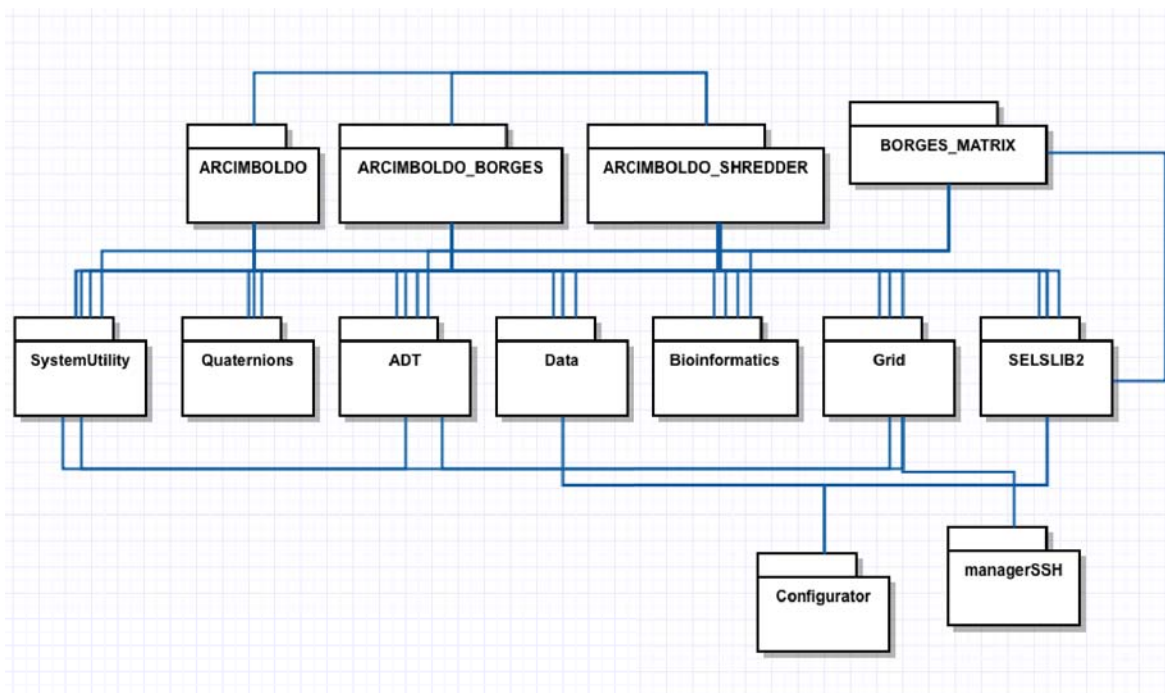 BORGES_MATRIX
ARCIMBOLDO
ARCIMBOLDO_BORGES
ARCIMBOLDO_SHREDDER
SystemUtility
Quaternions
ADT
Data
Bioinformatics
Grid
SELSLIB2
managerSSH
Configurator